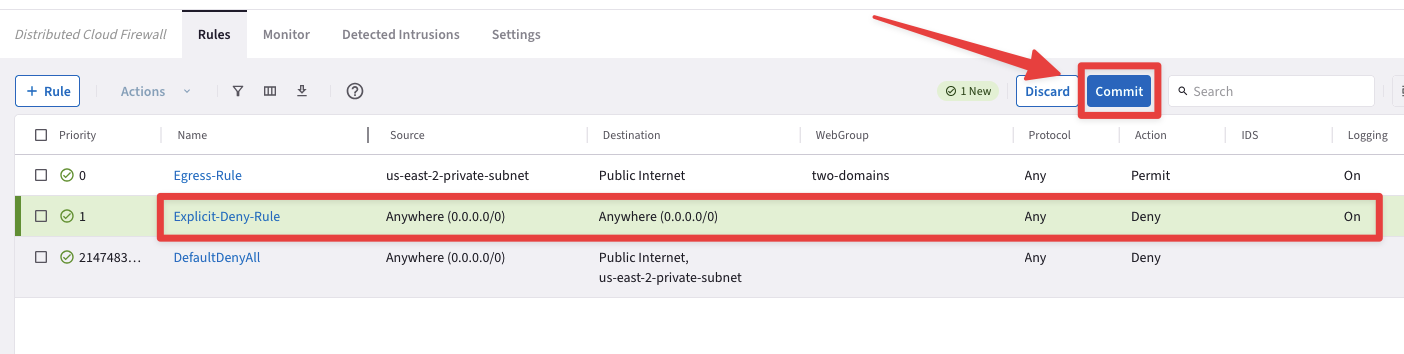 Distributed Cloud Firewall Rules Monitor Detected Intrusions Settings
+ Rule Actions 1 New Discard Commit Search
Priority Name Source Destination WebGroup Protocol Action IDS Logging
0 Egress-Rule us-east-2-private-subnet Public Internet two-domains Any Permit On
1 Explicit-Deny-Rule Anywhere (0.0.0.0/0) Anywhere (0.0.0.0/0) Any Deny On
2147483... DefaultDenyAll Anywhere (0.0.0.0/0) Public Internet, Any Deny
us-east-2-private-subnet